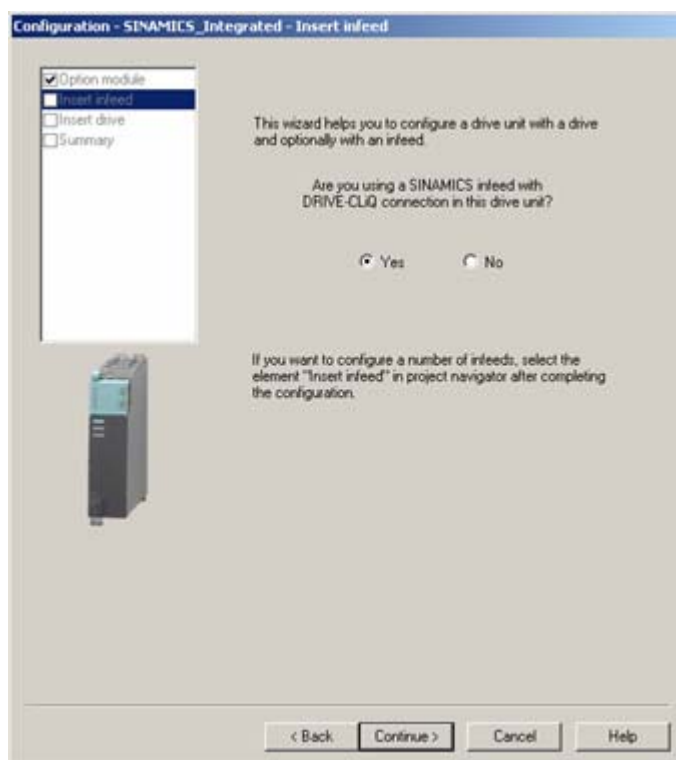 Configuration - SINAMICS_Integrated - Insert infeed
Option module
Insert infeed
Insert drive
Summary
This wizard helps you to configure a drive unit with a drive
and optionally with an infeed.
Are you using a SINAMICS infeed with
DRIVE-CLiQ connection in this drive unit?
Yes
No
If you want to configure a number of infeeds, select the
element "Insert infeed" in project navigator after completing
the configuration.
< Back
Continue >
Cancel
Help